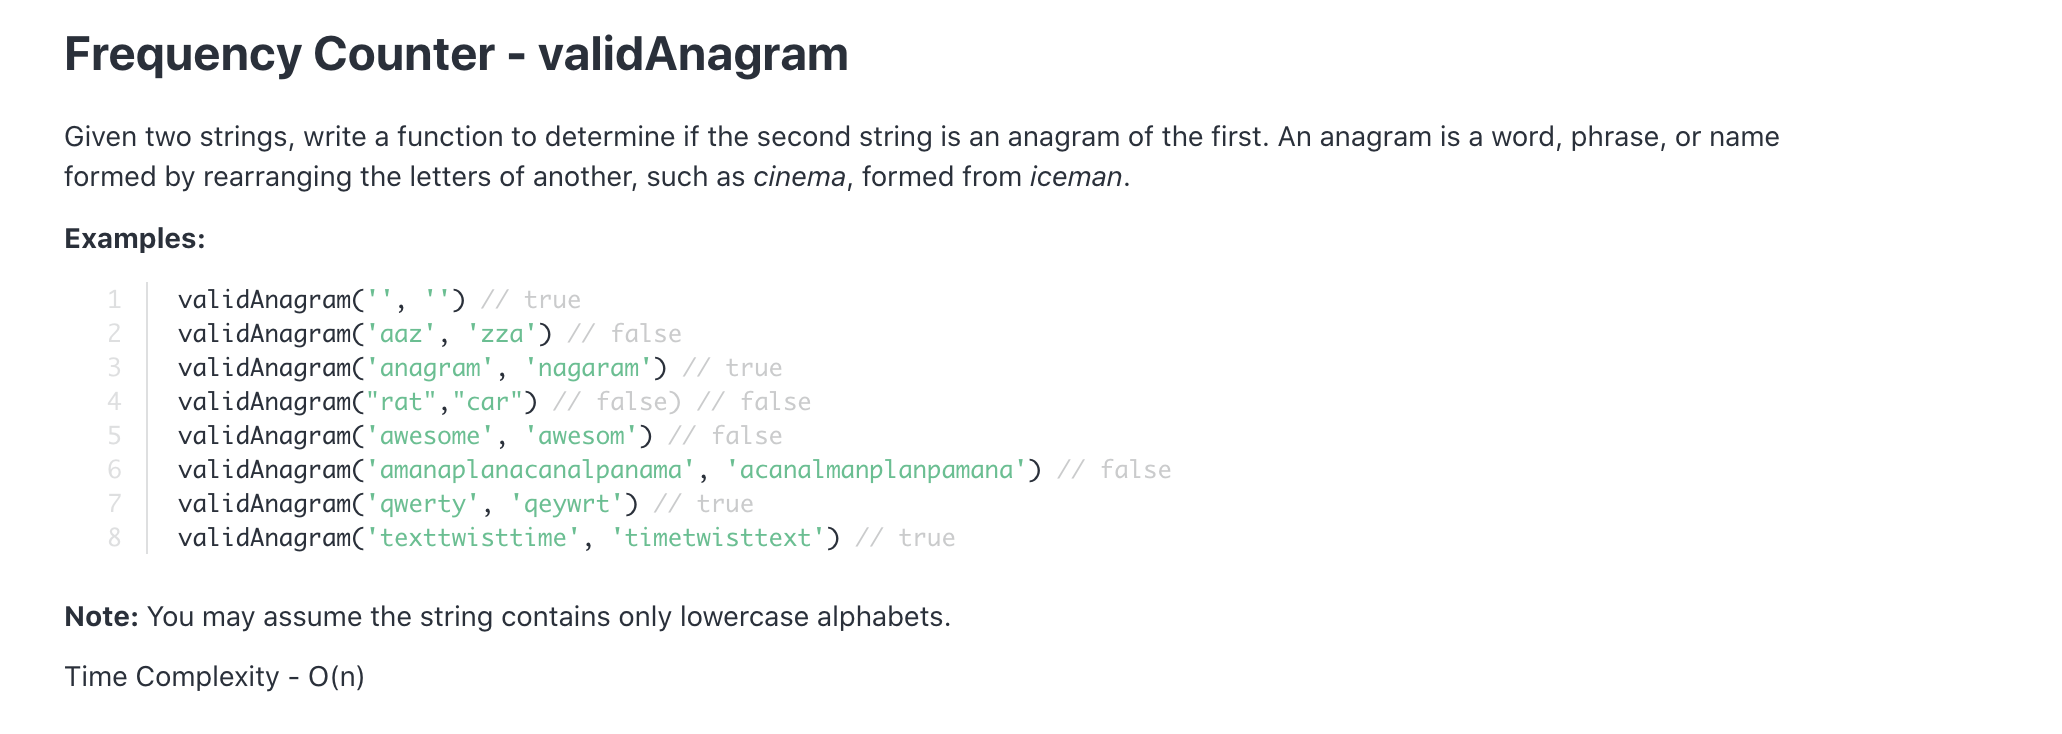 Frequency Counter - validAnagram
Given two strings, write a function to determine if the second string is an anagram of the first. An anagram is a word, phrase, or name
formed by rearranging the letters of another, such as cinema, formed from iceman.
Examples:
1 validAnagram('', '') // true
2 validAnagram('aaz', 'zza') // false
3 validAnagram('anagram', 'nagaram') // true
4 validAnagram("rat","car") // false) // false
5 validAnagram('awesome', 'awesom') // false
6 validAnagram('amanaplanacanalpanama', 'acanalmanplanpamana') // false
7 validAnagram('qwerty', 'qeywrt') // true
8 validAnagram('texttwisttime', 'timetwisttext') // true
Note: You may assume the string contains only lowercase alphabets.
Time Complexity - O(n)